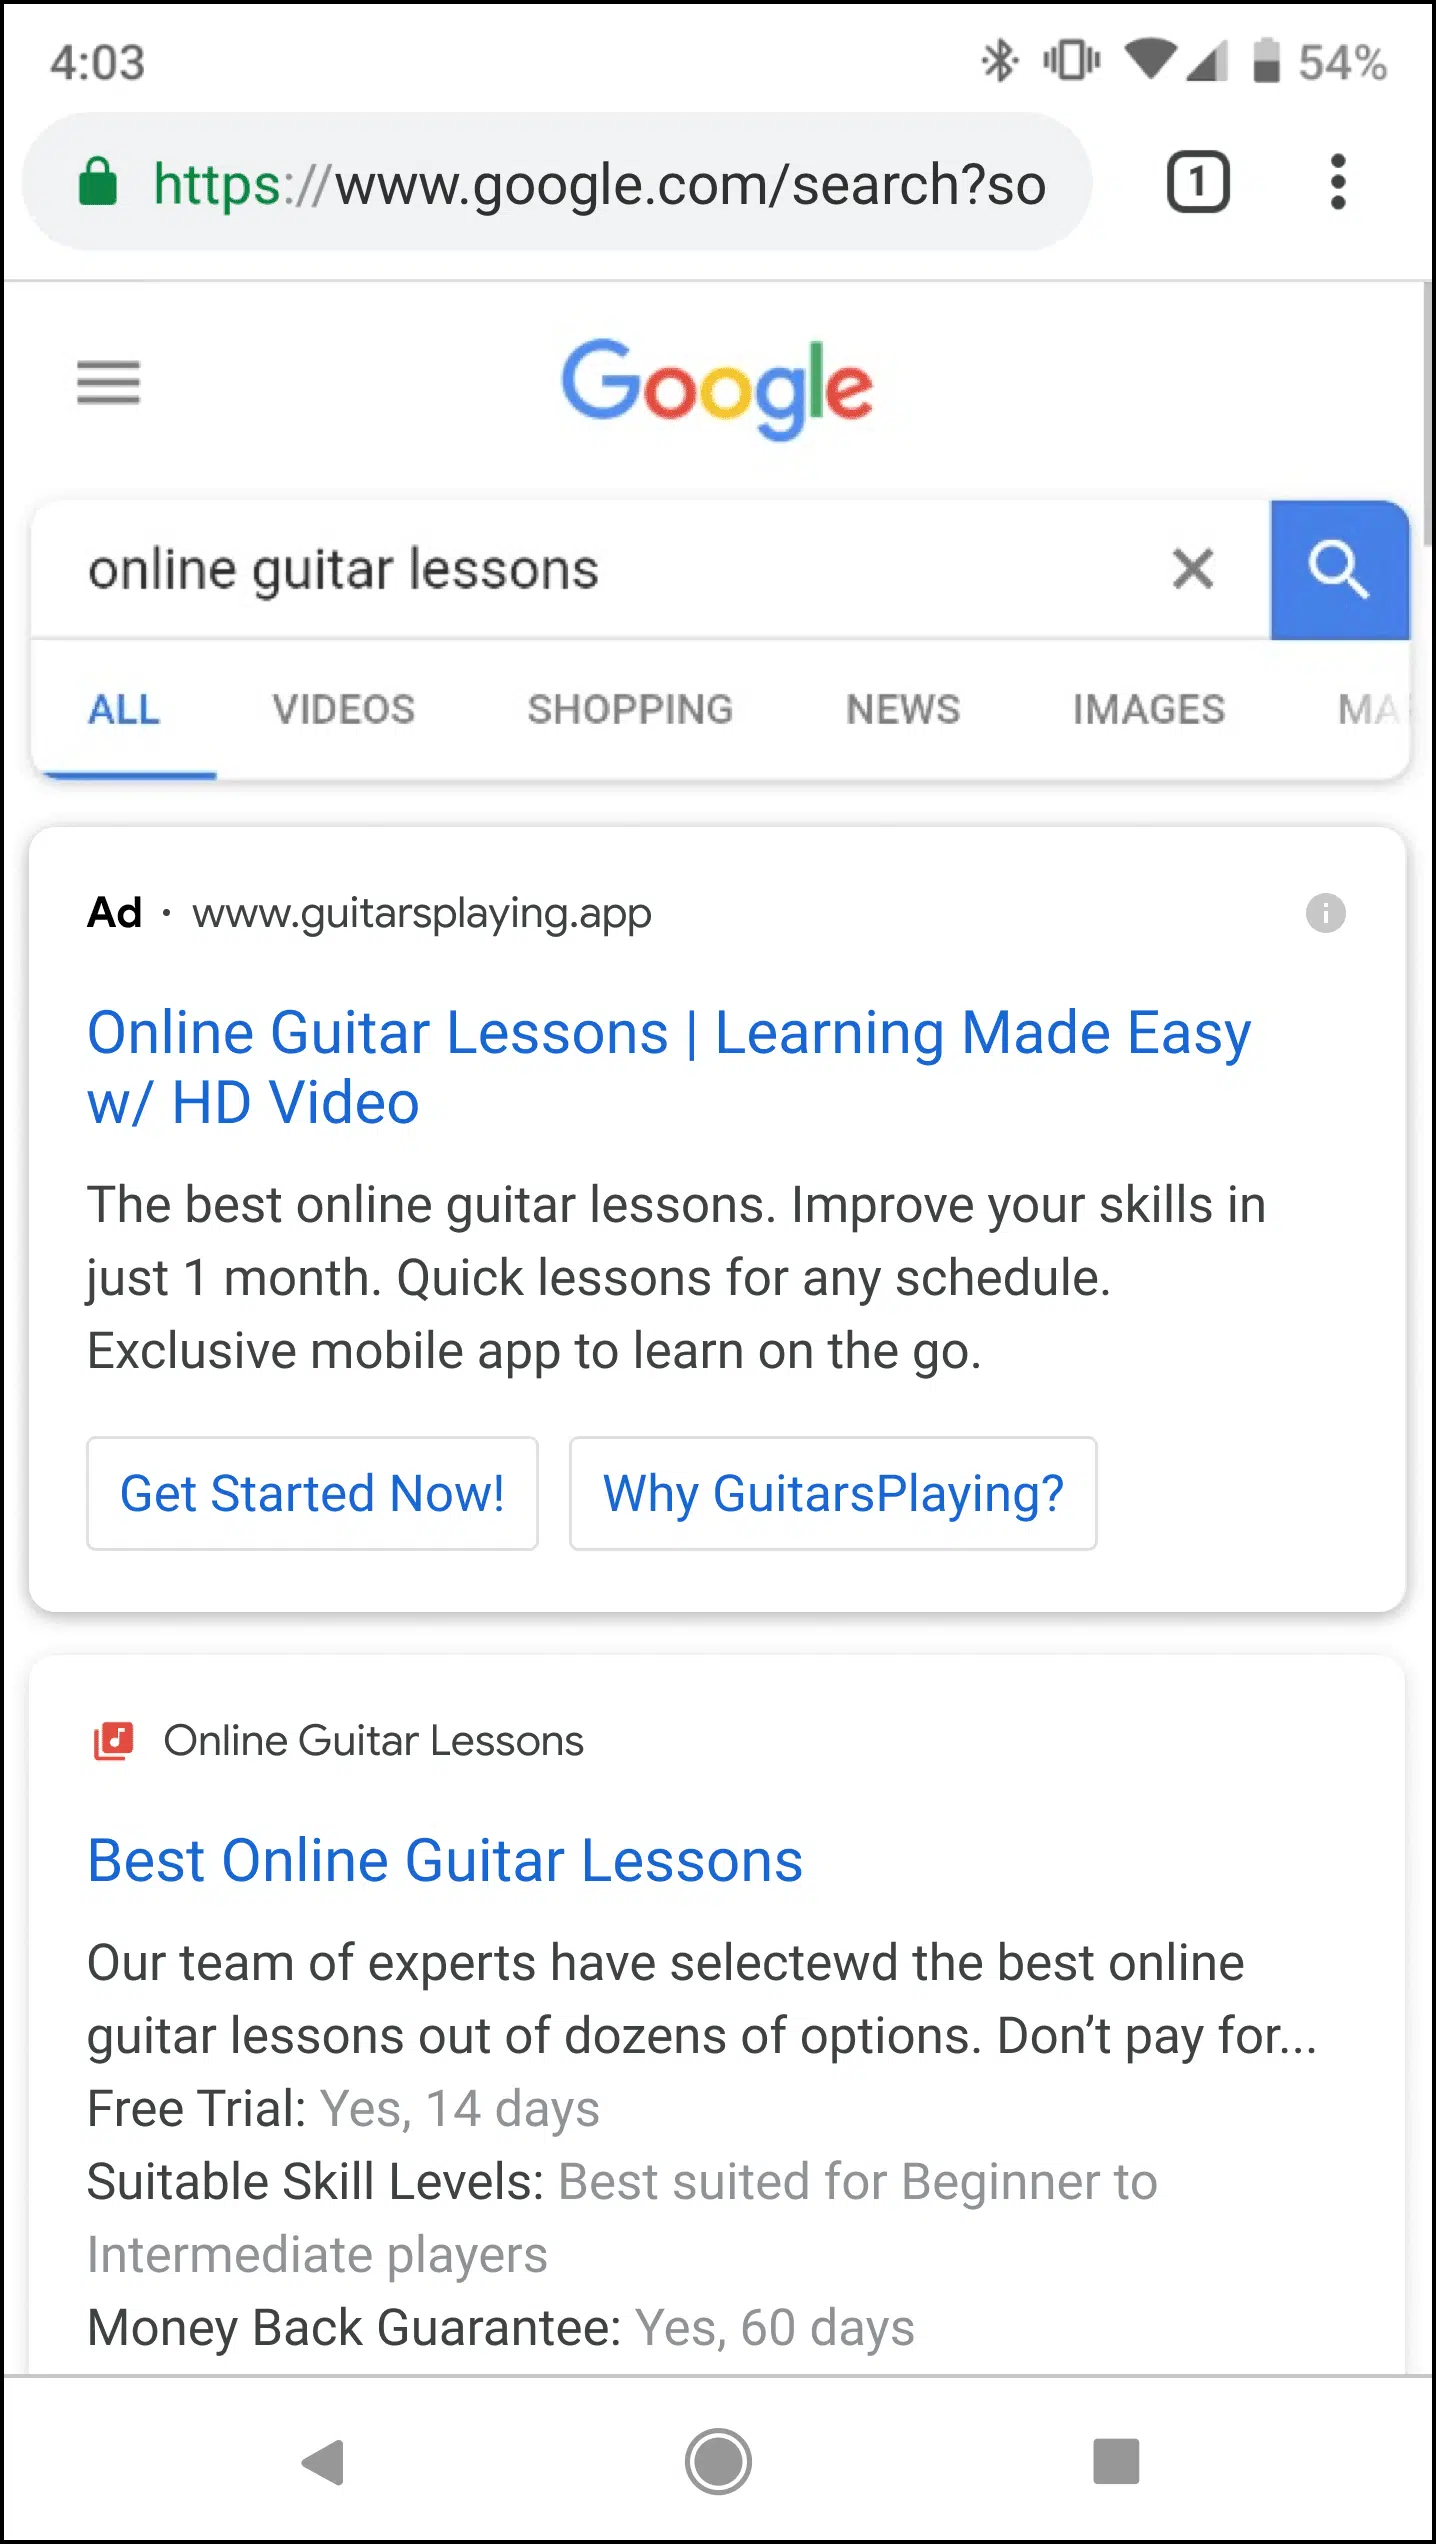 4:03 54%
https://www.google.com/search?so 1
Google
online guitar lessons
ALL VIDEOS SHOPPING NEWS IMAGES MA
Ad · www.guitarsplaying.app
Online Guitar Lessons | Learning Made Easy
w/ HD Video
The best online guitar lessons. Improve your skills in
just 1 month. Quick lessons for any schedule.
Exclusive mobile app to learn on the go.
Get Started Now! Why GuitarsPlaying?
Online Guitar Lessons
Best Online Guitar Lessons
Our team of experts have selectewd the best online
guitar lessons out of dozens of options. Don’t pay for...
Free Trial: Yes, 14 days
Suitable Skill Levels: Best suited for Beginner to
Intermediate players
Money Back Guarantee: Yes, 60 days